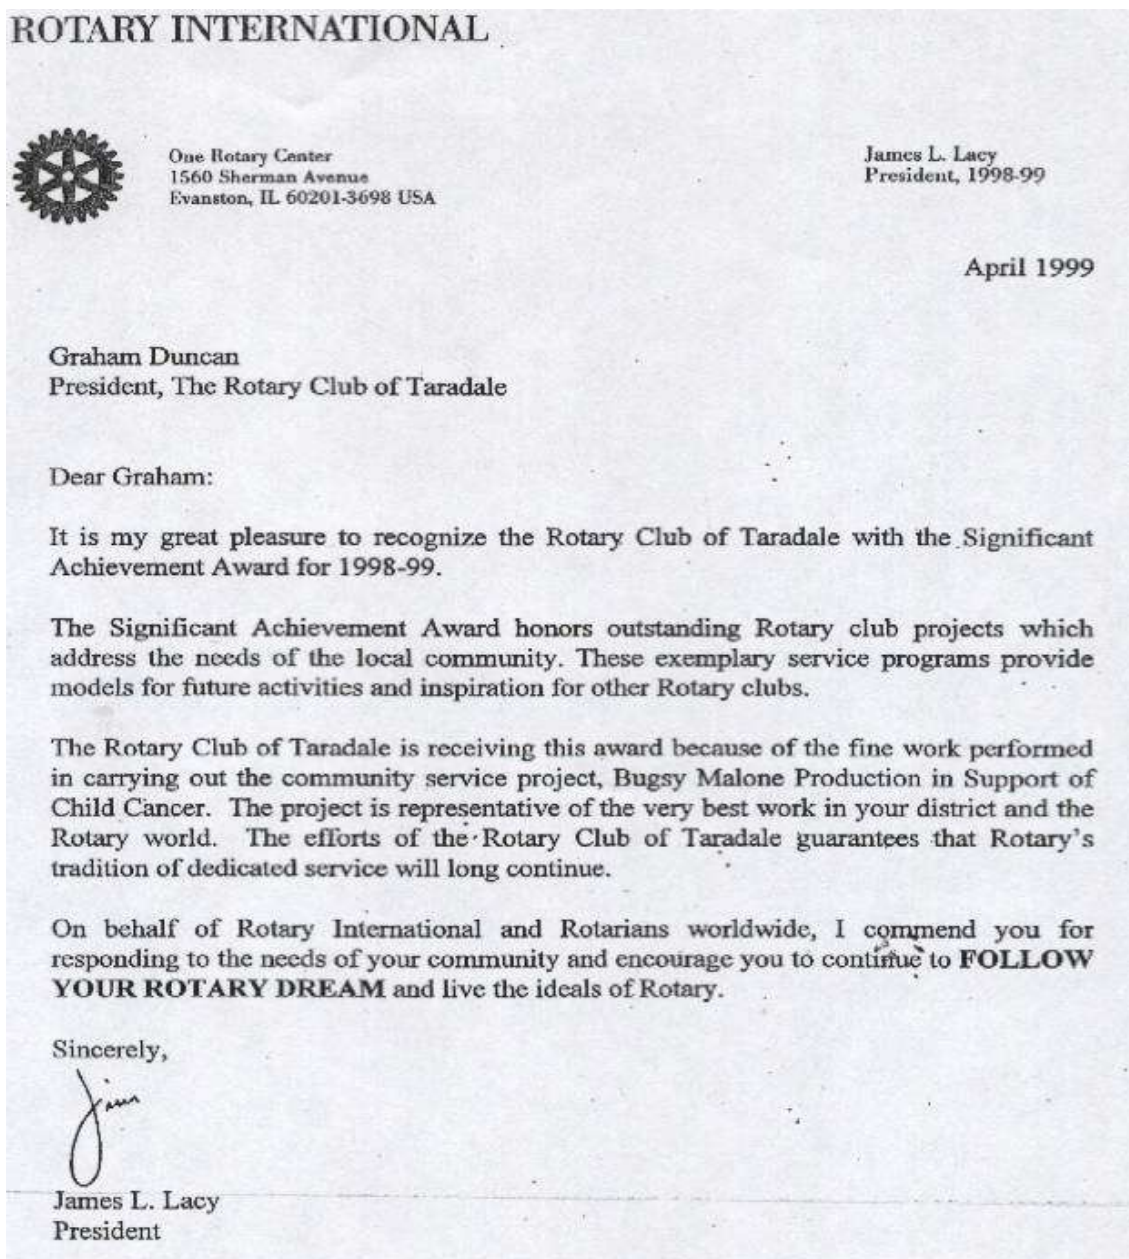 ROTARY INTERNATIONAL
One Rotary Center
1560 Sherman Avenue
Evanston, IL 60201-3698 USA
James L. Lacy
President, 1998-99
April 1999
Graham Duncan
President, The Rotary Club of Taradale
Dear Graham:
It is my great pleasure to recognize the Rotary Club of Taradale with the Significant
Achievement Award for 1998-99.
The Significant Achievement Award honors outstanding Rotary club projects which
address the needs of the local community. These exemplary service programs provide
models for future activities and inspiration for other Rotary clubs.
The Rotary Club of Taradale is receiving this award because of the fine work performed
in carrying out the community service project, Bugsy Malone Production in Support of
Child Cancer. The project is representative of the very best work in your district and the
Rotary world. The efforts of the Rotary Club of Taradale guarantees that Rotary's
tradition of dedicated service will long continue.
On behalf of Rotary International and Rotarians worldwide, I commend you for
responding to the needs of your community and encourage you to continue to FOLLOW
YOUR ROTARY DREAM and live the ideals of Rotary.
Sincerely,
Jim
James L. Lacy
President